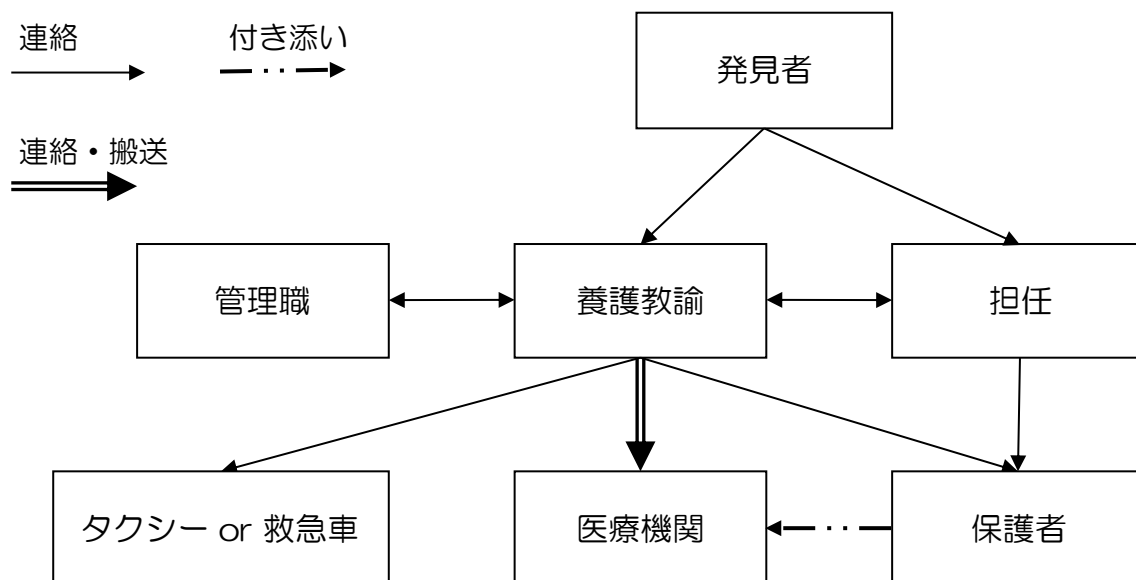 連絡
付き添い
発見者
連絡・搬送
管理職
養護教諭
担任
タクシー or 救急車
医療機関
保護者